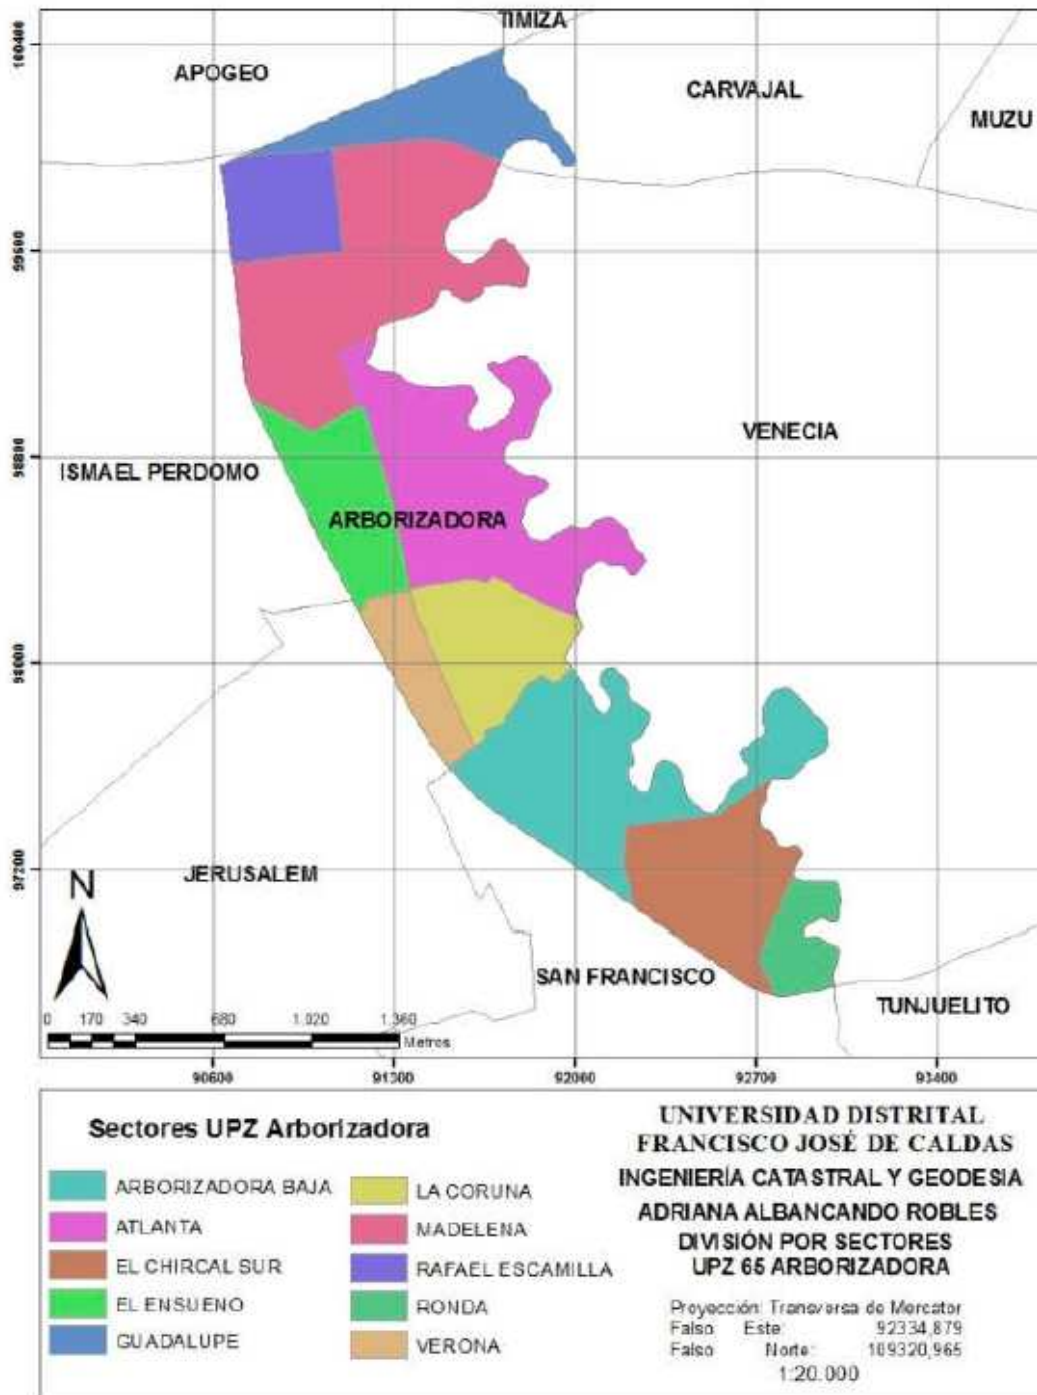 TIMIZA
APOGEO
CARVAJAL
MUZU
VENECIA
ISMAEL PERDOMO
ARBORIZADORA
JERUSALEM
SAN FRANCISCO
TUNJUELITO
100400
99600
98800
98000
97200
N
0 170 340 680 1.020 1.360
Metros
90600 91300 92000 92700 93400
Sectores UPZ Arborizadora
ARBORIZADORA BAJA
ATLANTA
EL CHIRCAL SUR
EL ENSUENO
GUADALUPE
LA CORUNA
MADELENA
RAFAEL ESCAMILLA
RONDA
VERONA
UNIVERSIDAD DISTRITAL
FRANCISCO JOSÉ DE CALDAS
INGENIERÍA CATASTRAL Y GEODESIA
ADRIANA ALBANCANDO ROBLES
DIVISIÓN POR SECTORES
UPZ 65 ARBORIZADORA
Proyección: Transversa de Mercator
Falso Este: 92334,879
Falso Norte: 109320,965
1:20.000